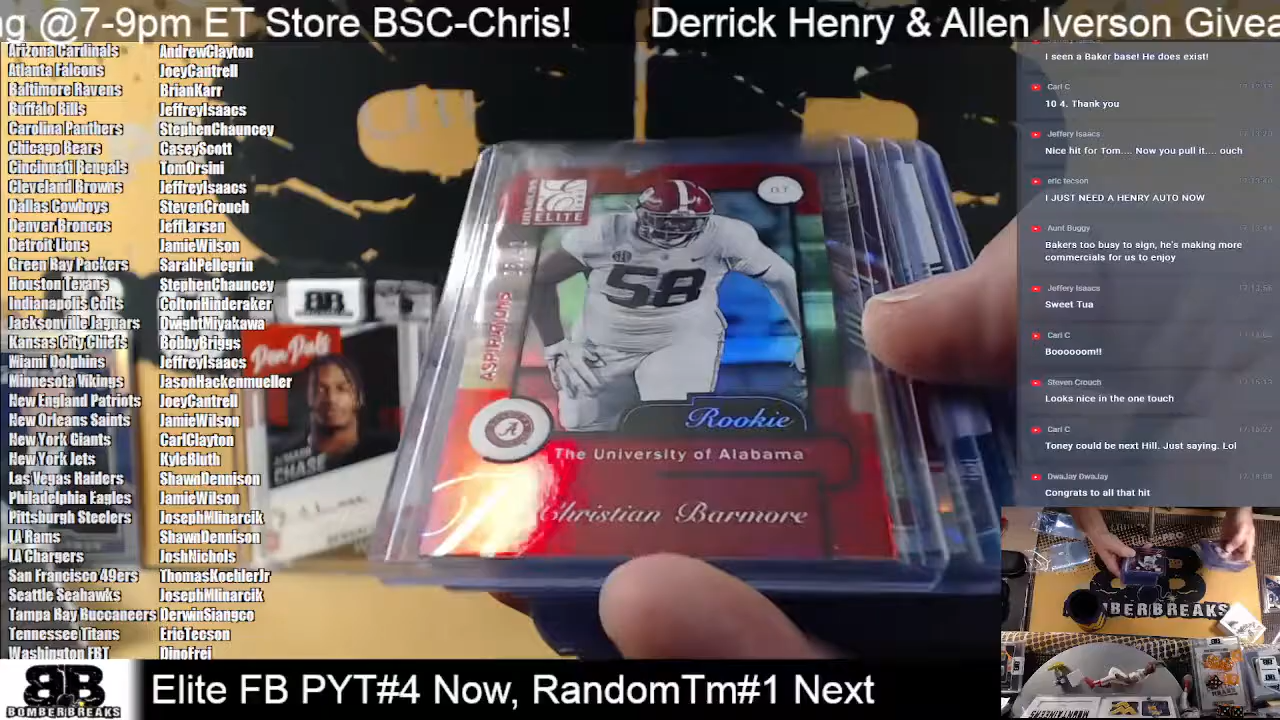 ng @7-9pm ET Store BSC-Chris! Derrick Henry & Allen Iverson Givea
Arizona Cardinals AndrewClayton
Atlanta Falcons JoeyCantrell
Baltimore Ravens BrianKarr
Buffalo Bills JeffreyIsaacs
Carolina Panthers StephenChauncey
Chicago Bears CaseyScott
Cincinnati Bengals TomOrsini
Cleveland Browns JeffreyIsaacs
Dallas Cowboys StevenCrouch
Denver Broncos JeffLarsen
Detroit Lions JamieWilson
Green Bay Packers SarahPellegrin
Houston Texans StephenChauncey
Indianapolis Colts ColtonHinderaker
Jacksonville Jaguars DwightMiyakawa
Kansas City Chiefs BobbyBriggs
Miami Dolphins JeffreyIsaacs
Minnesota Vikings JasonHackenmueller
New England Patriots JoeyCantrell
New Orleans Saints JamieWilson
New York Giants CarlClayton
New York Jets KyleBluth
Las Vegas Raiders ShawnDennison
Philadelphia Eagles JamieWilson
Pittsburgh Steelers JosephMlinarcik
LA Rams ShawnDennison
LA Chargers JoshNichols
San Francisco 49ers ThomasKoehlerJr
Seattle Seahawks JosephMlinarcik
Tampa Bay Buccaneers DerwinSiangco
Tennessee Titans EricTecson
Washington FBT DinoFrei
Pen Pals
CHASE
ELITE
ASPIRATIONS
58
Rookie
A
The University of Alabama
Christian Barmore
I seen a Baker base! He does exist!
Carl C
10 4. Thank you
Jeffery Isaacs
Nice hit for Tom.... Now you pull it.... ouch
eric tecson
I JUST NEED A HENRY AUTO NOW
Aunt Buggy
Bakers too busy to sign, he's making more
commercials for us to enjoy
Jeffery Isaacs
Sweet Tua
Carl C
Boooooom!!
Steven Crouch
Looks nice in the one touch
Carl C
Toney could be next Hill. Just saying. Lol
DwaJay DwaJay
Congrats to all that hit
MBERBREAKS
BB
BOMBERBREAKS
Elite FB PYT#4 Now, RandomTm#1 Next